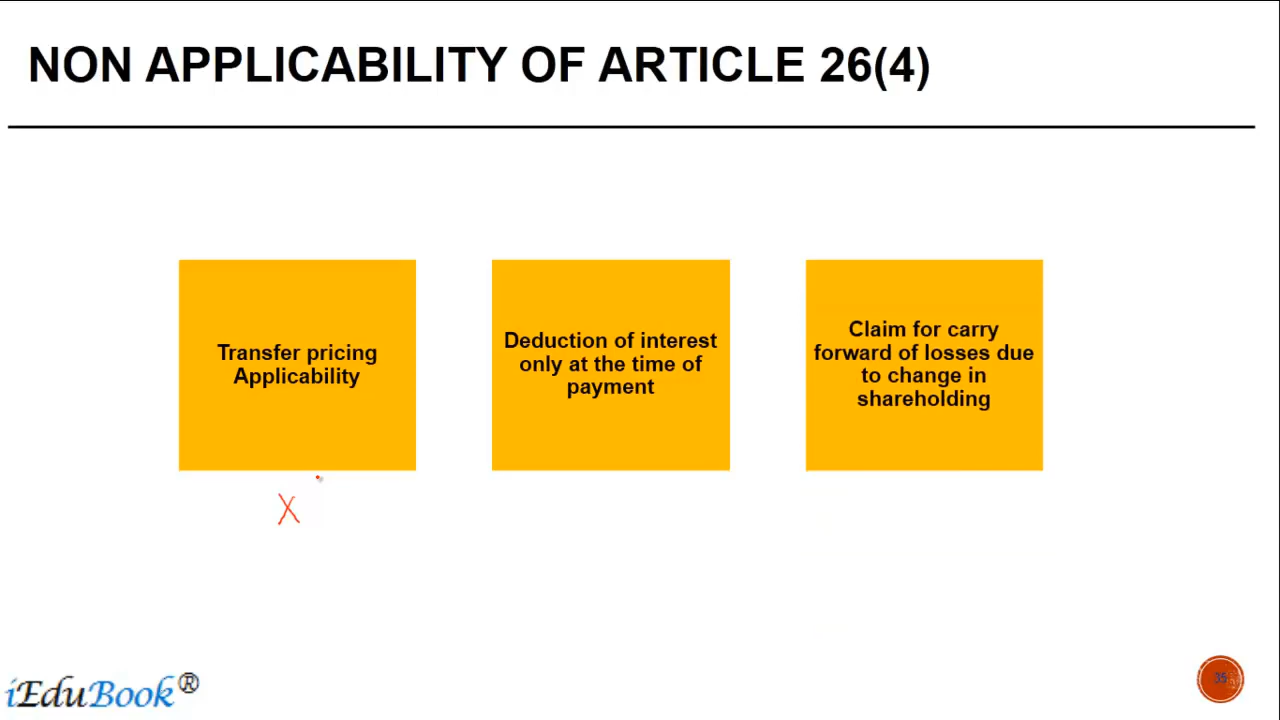 NON APPLICABILITY OF ARTICLE 26(4)
Transfer pricing
Applicability
Deduction of interest
only at the time of
payment
Claim for carry
forward of losses due
to change in
shareholding
X
iEduBook®